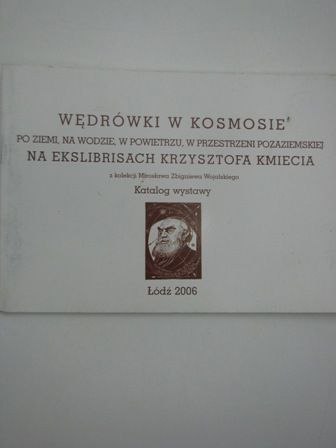 WĘDRÓWKI W KOSMOSIE
PO ZIEMI, NA WODZIE, W POWIETRZU, W PRZESTRZENI POZAZIEMSKIEJ
NA EKSLIBRISACH KRZYSZTOFA KMIECIA
z kolekcji Mirosława Zbigniewa Wojalskiego
Katalog wystawy
Łódź 2006